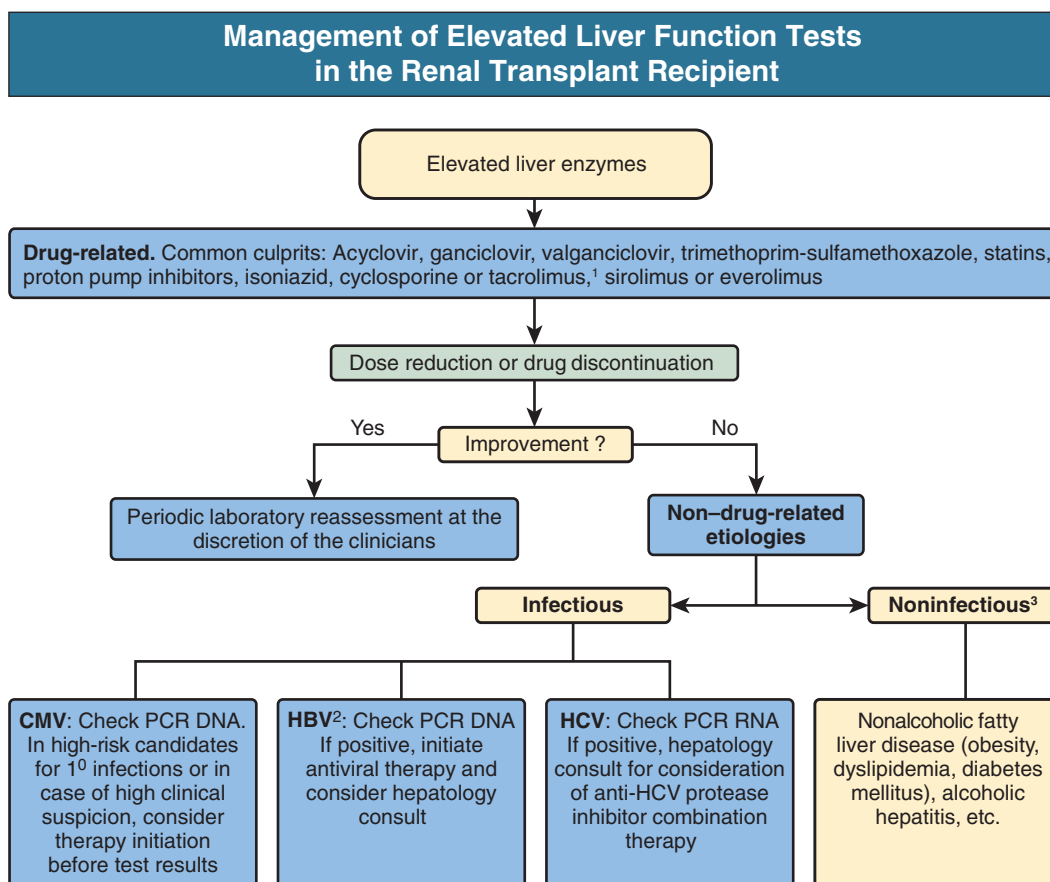 Management of Elevated Liver Function Tests
in the Renal Transplant Recipient
Elevated liver enzymes
Drug-related. Common culprits: Acyclovir, ganciclovir, valganciclovir, trimethoprim-sulfamethoxazole, statins,
proton pump inhibitors, isoniazid, cyclosporine or tacrolimus,¹ sirolimus or everolimus
Dose reduction or drug discontinuation
Yes
Improvement ?
No
Periodic laboratory reassessment at the
discretion of the clinicians
Non–drug-related
etiologies
Infectious
Noninfectious³
CMV: Check PCR DNA.
In high-risk candidates
for 1⁰ infections or in
case of high clinical
suspicion, consider
therapy initiation
before test results
HBV²: Check PCR DNA
If positive, initiate
antiviral therapy and
consider hepatology
consult
HCV: Check PCR RNA
If positive, hepatology
consult for consideration
of anti-HCV protease
inhibitor combination
therapy
Nonalcoholic fatty
liver disease (obesity,
dyslipidemia, diabetes
mellitus), alcoholic
hepatitis, etc.